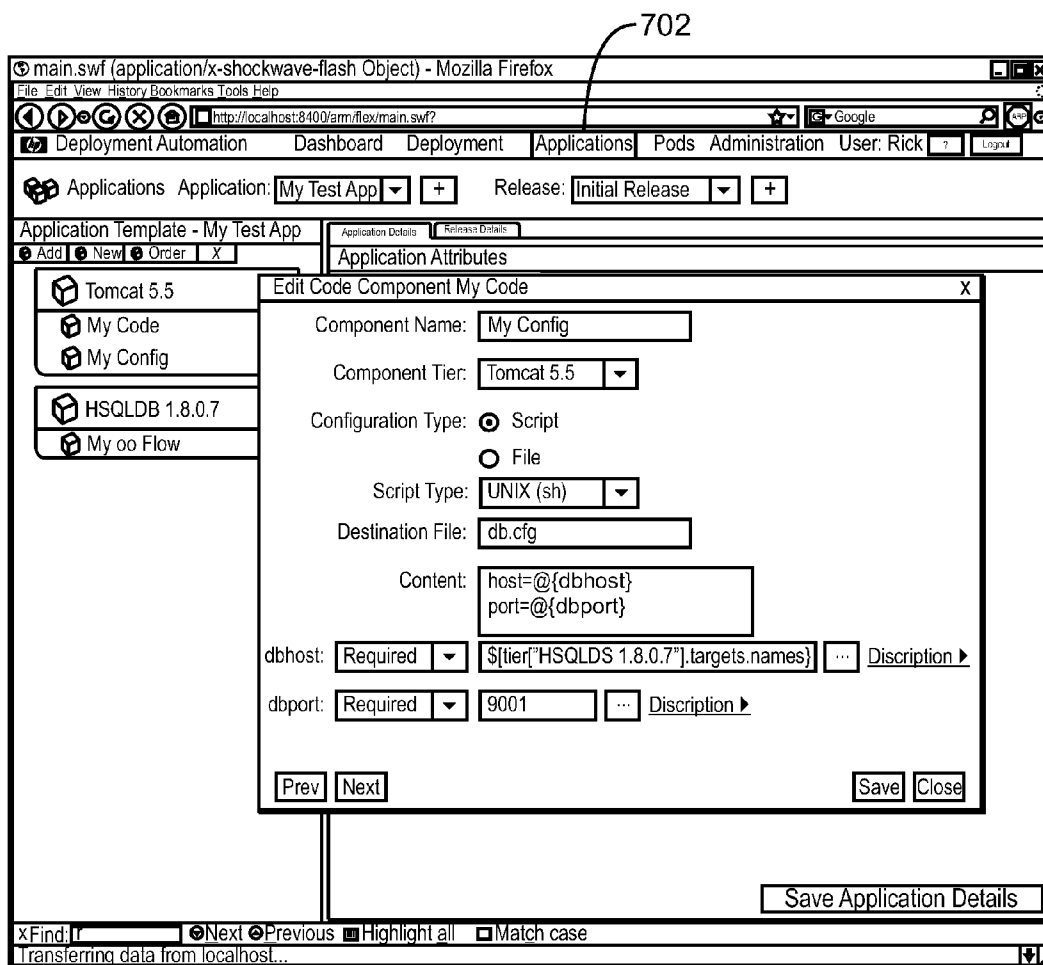 702
main.swf (application/x-shockwave-flash Object) - Mozilla Firefox
File Edit View History Bookmarks Tools Help
http://localhost:8400/arm/flex/main.swf? Google ABP
hp Deployment Automation Dashboard Deployment Applications Pods Administration User: Rick ? Logout
Applications Application: My Test App + Release: Initial Release +
Application Template - My Test App
Application Details Release Details
Add New Order X
Application Attributes
Tomcat 5.5
My Code
My Config
HSQLDB 1.8.0.7
My oo Flow
Edit Code Component My Code X
Component Name: My Config
Component Tier: Tomcat 5.5
Configuration Type: Script
File
Script Type: UNIX (sh)
Destination File: db.cfg
Content: host=@{dbhost}
port=@{dbport}
dbhost: Required $[tier["HSQLDS 1.8.0.7"].targets.names} ... Discription
dbport: Required 9001 ... Discription
Prev Next Save Close
Save Application Details
x Find: r Next Previous Highlight all Match case
Transferring data from localhost...